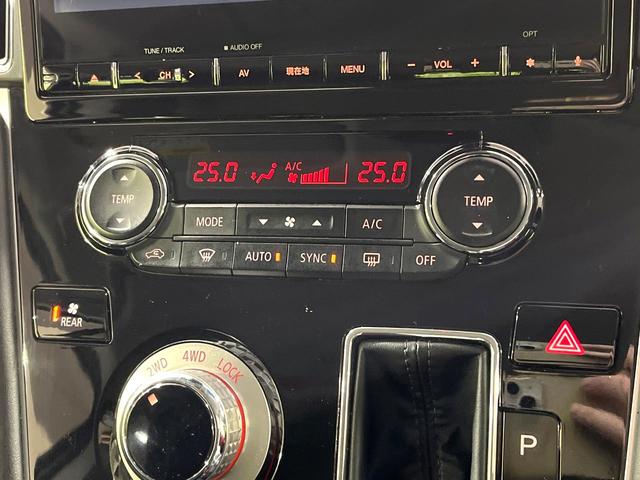 TUNE / TRACK
AUDIO OFF
OPT
< CH >
AV
現在地
MENU
- VOL +
25.0
A/C
25.0
TEMP
TEMP
MODE
A/C
AUTO
SYNC
OFF
REAR
2WD
4WD
LOCK
P